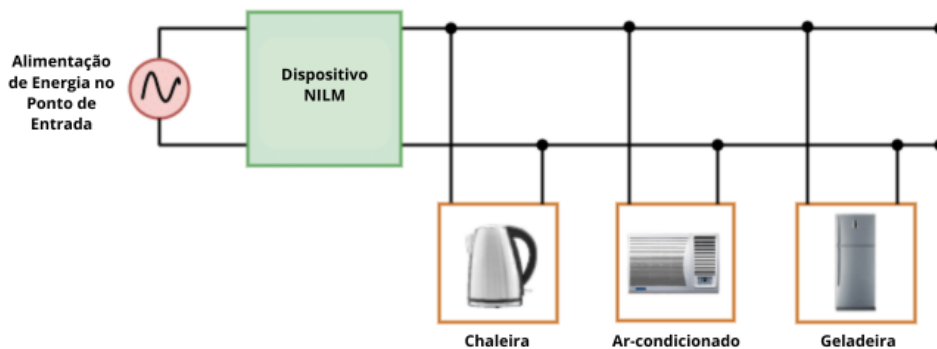 Alimentação
de Energia no
Ponto de
Entrada
Dispositivo
NILM
Chaleira
Ar-condicionado
Geladeira